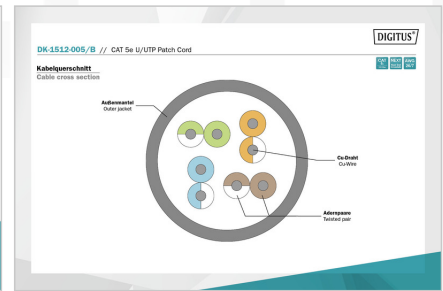 DIGITUS®
DK-1512-005/B // CAT 5e U/UTP Patch Cord
Kabelquerschnitt
Cable cross section
Außenmantel
Outer jacket
Cu-Draht
Cu-Wire
Adernpaare
Twisted pair